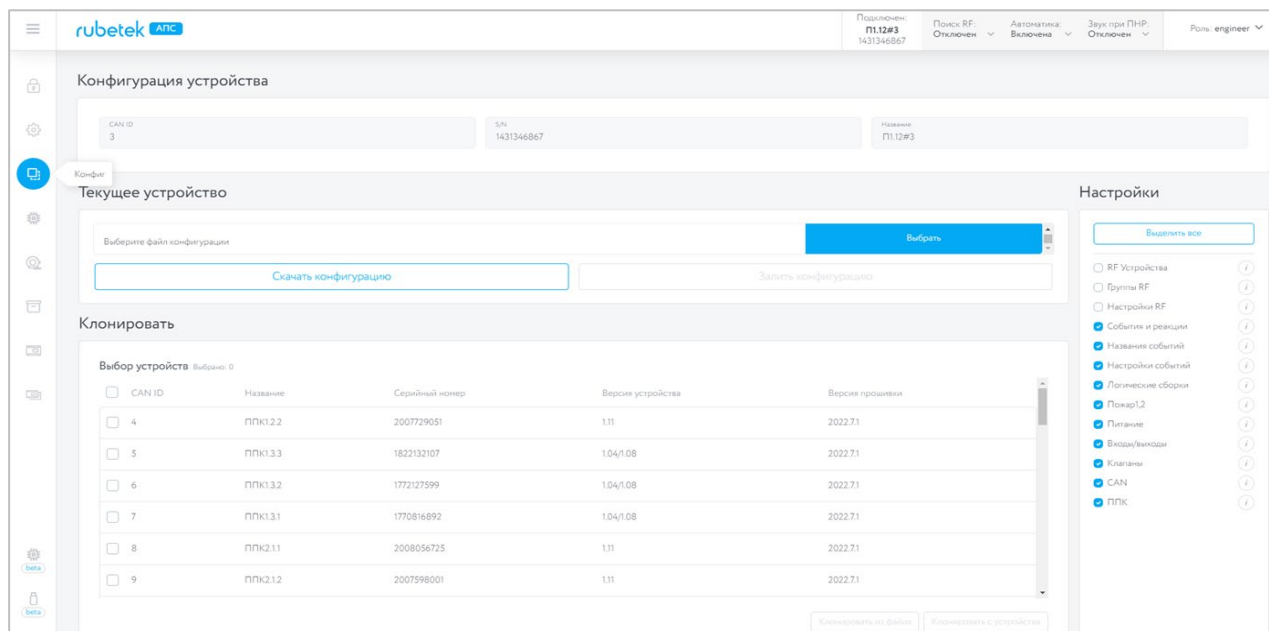 rubetek АПС
Подключен:
П1.12#3
1431346867
Поиск RF:
Отключен
Автоматика:
Включена
Звук при ПНР:
Отключен
Роль: engineer
Конфигурация устройства
CAN ID
3
S/N
1431346867
Название
П1.12#3
Конфиг
Текущее устройство
Выберите файл конфигурации
Выбрать
Скачать конфигурацию
Залить конфигурацию
Клонировать
Выбор устройств Выбрано: 0
CAN ID Название Серийный номер Версия устройства Версия прошивки
4 ППК1.2.2 2007729051 1.11 2022.7.1
5 ППК1.3.3 1822132107 1.04/1.08 2022.7.1
6 ППК1.3.2 1772127599 1.04/1.08 2022.7.1
7 ППК1.3.1 1770816892 1.04/1.08 2022.7.1
8 ППК2.1.1 2008056725 1.11 2022.7.1
9 ППК2.1.2 2007598001 1.11 2022.7.1
Клонировать из файла
Клонировать с устройства
Настройки
Выделить все
RF Устройства
Группы RF
Настройки RF
События и реакции
Названия событий
Настройки событий
Логические сборки
Пожар1,2
Питание
Входы/выходы
Клапаны
CAN
ППК
beta
beta